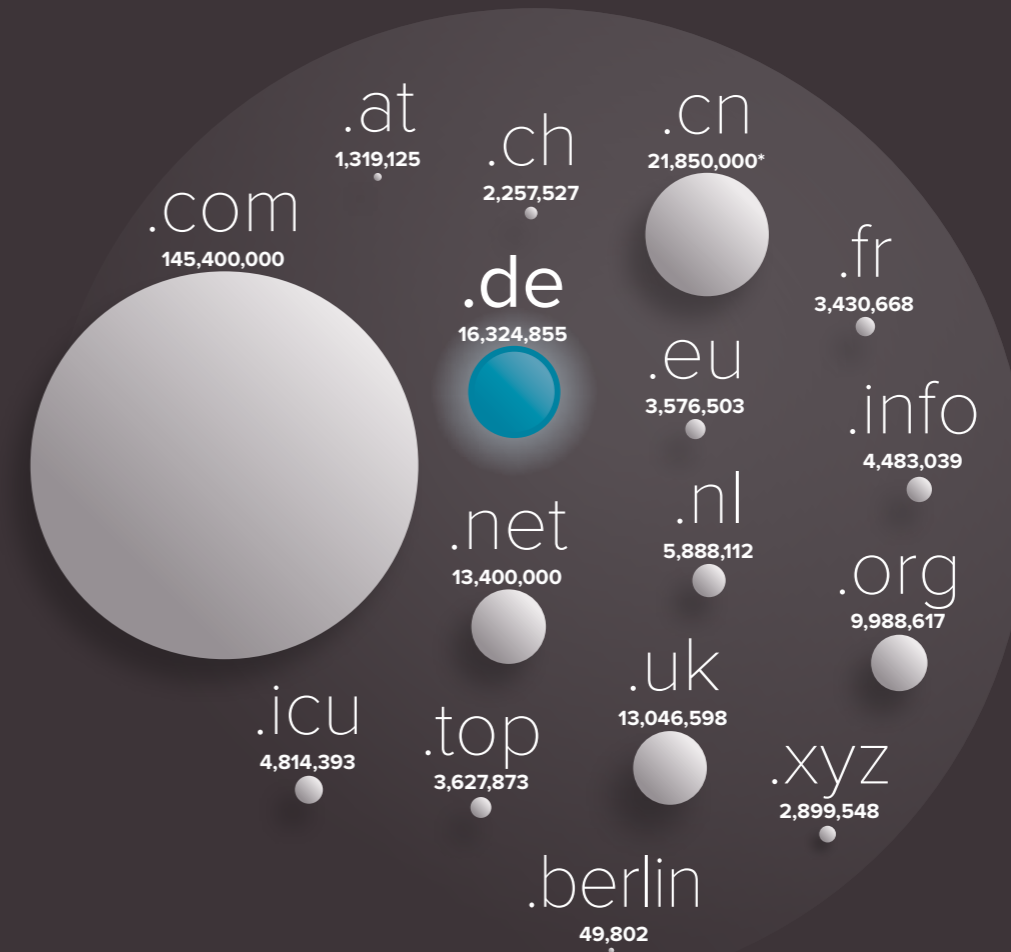 .at
1,319,125
.ch
2,257,527
.cn
21,850,000*
.com
145,400,000
.de
16,324,855
.fr
3,430,668
.eu
3,576,503
.info
4,483,039
.net
13,400,000
.nl
5,888,112
.org
9,988,617
.uk
13,046,598
.icu
4,814,393
.top
3,627,873
.xyz
2,899,548
.berlin
49,802